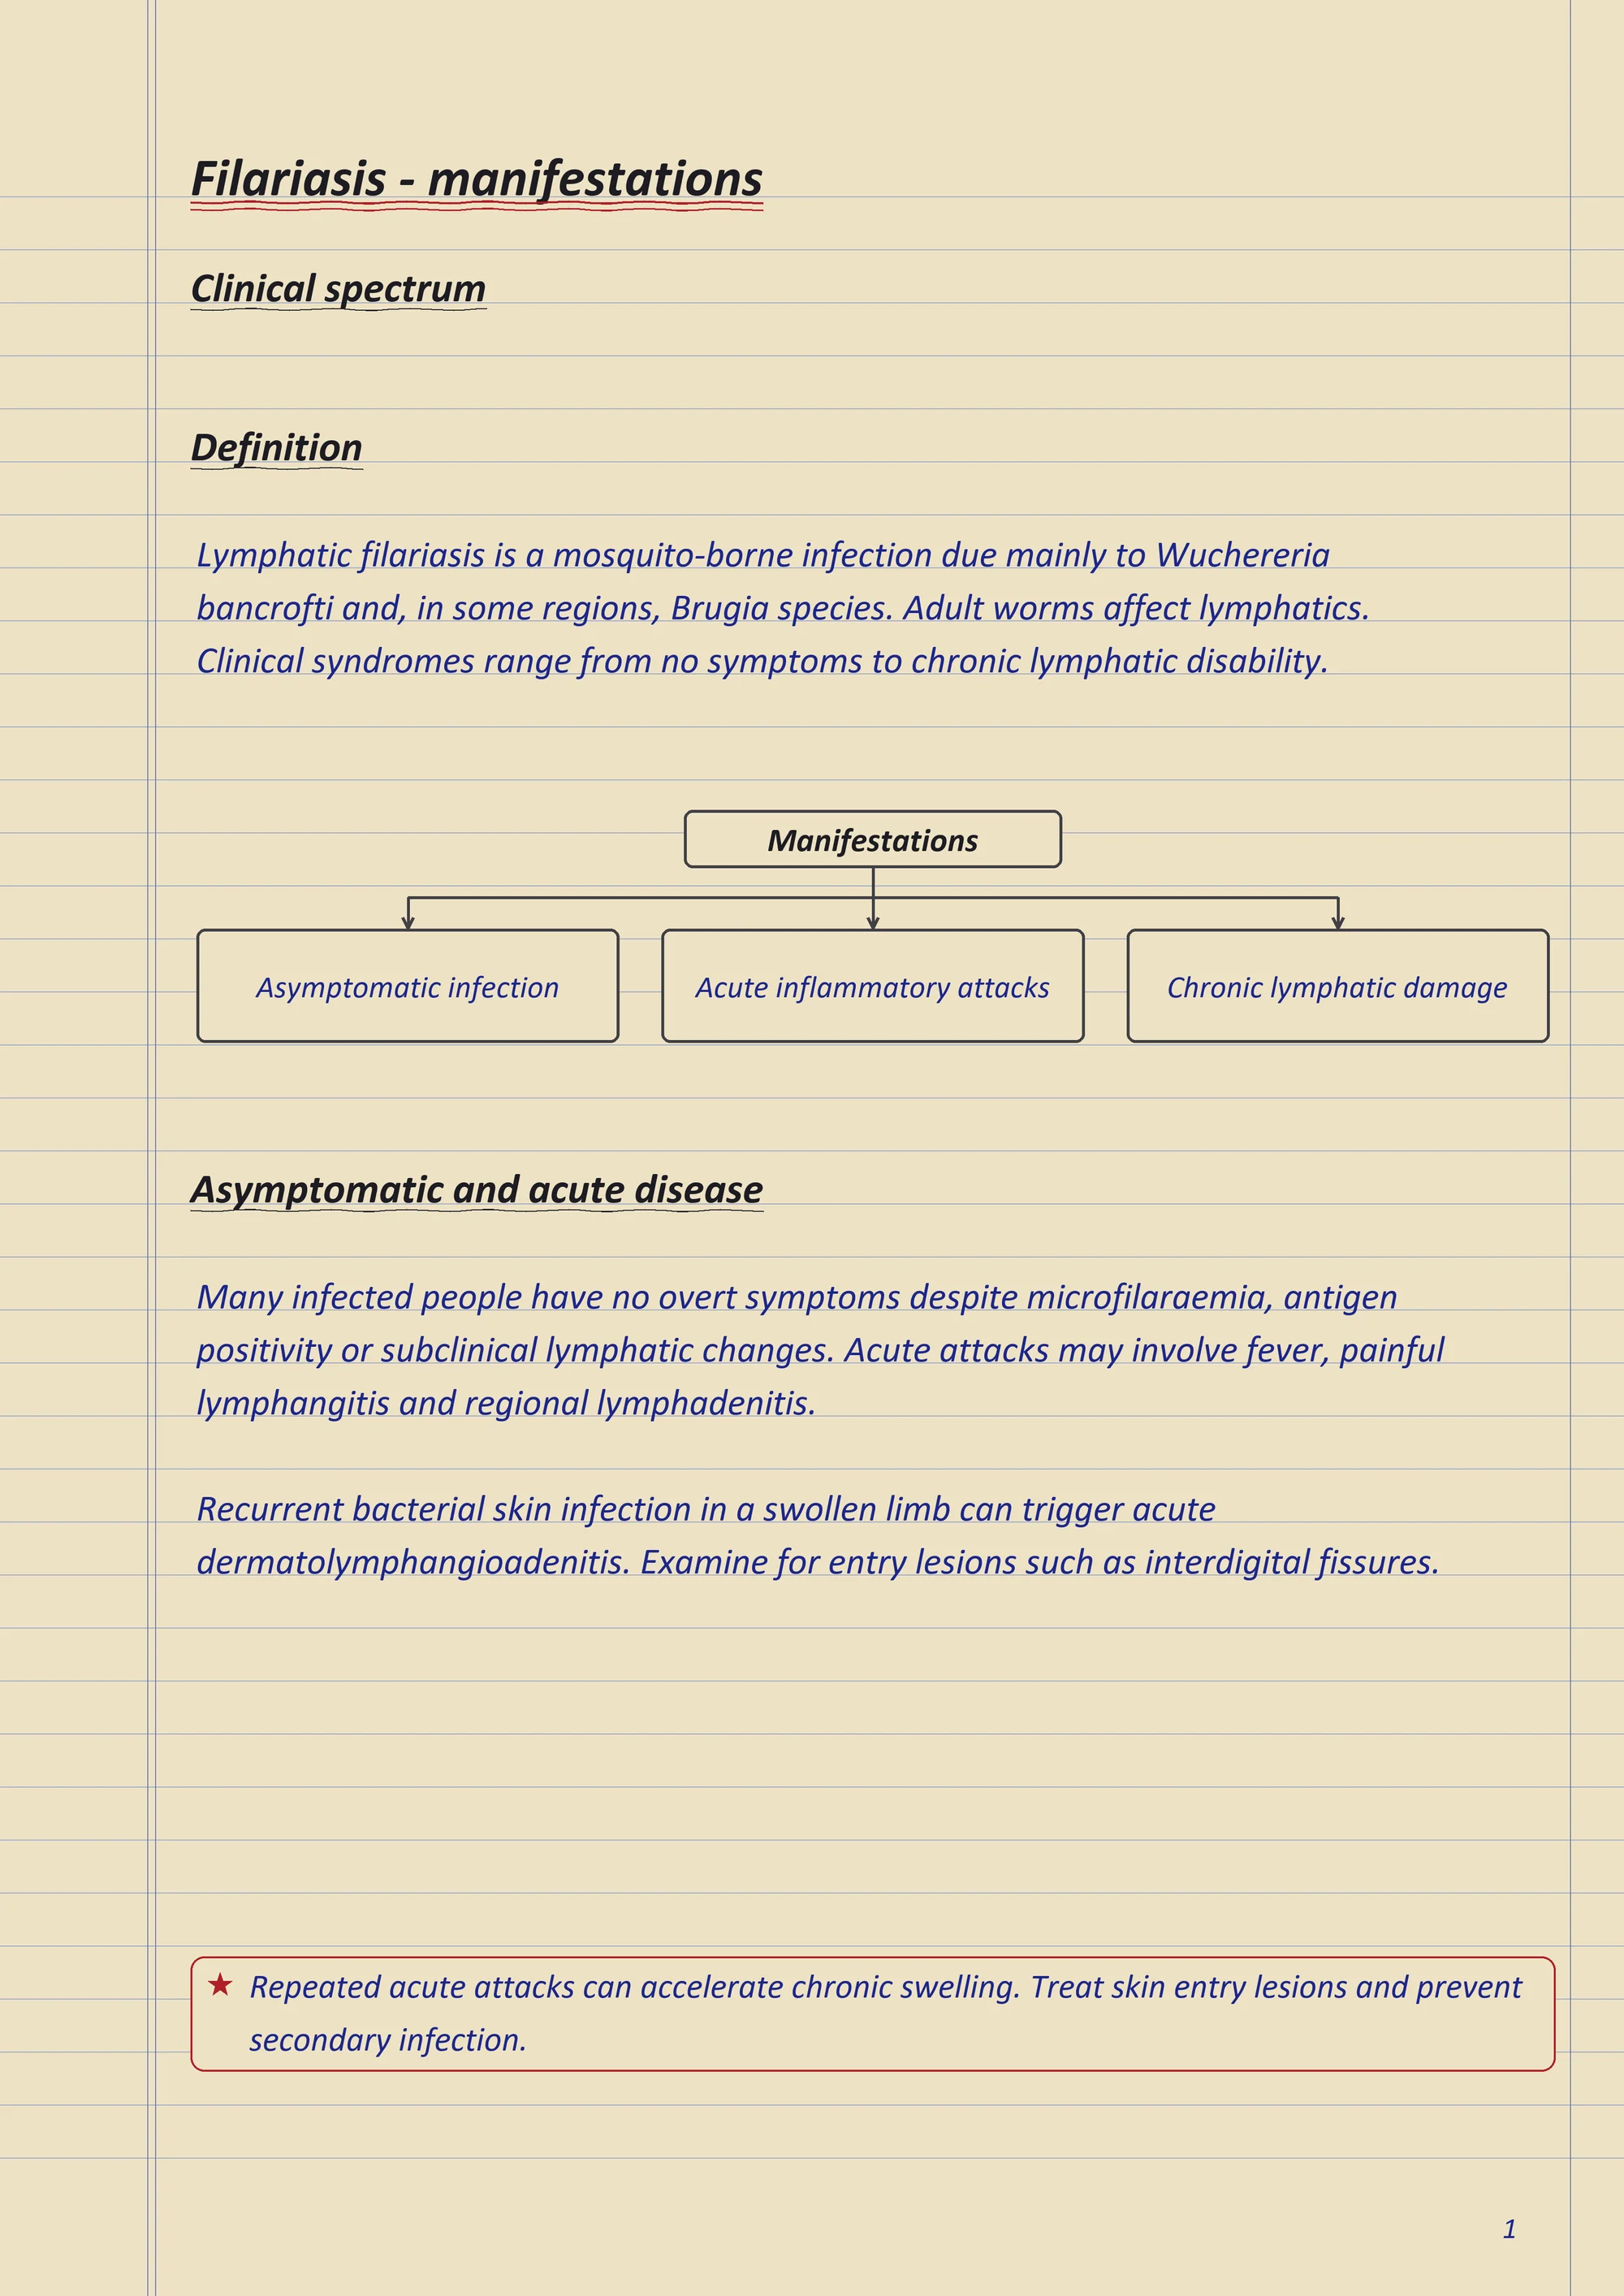 Filariasis - manifestations
Clinical spectrum
Definition
Lymphatic filariasis is a mosquito-borne infection due mainly to Wuchereria
bancrofti and, in some regions, Brugia species. Adult worms affect lymphatics.
Clinical syndromes range from no symptoms to chronic lymphatic disability.
Manifestations
Asymptomatic infection
Acute inflammatory attacks
Chronic lymphatic damage
Asymptomatic and acute disease
Many infected people have no overt symptoms despite microfilaraemia, antigen
positivity or subclinical lymphatic changes. Acute attacks may involve fever, painful
lymphangitis and regional lymphadenitis.
Recurrent bacterial skin infection in a swollen limb can trigger acute
dermatolymphangioadenitis. Examine for entry lesions such as interdigital fissures.
★ Repeated acute attacks can accelerate chronic swelling. Treat skin entry lesions and prevent
secondary infection.
1